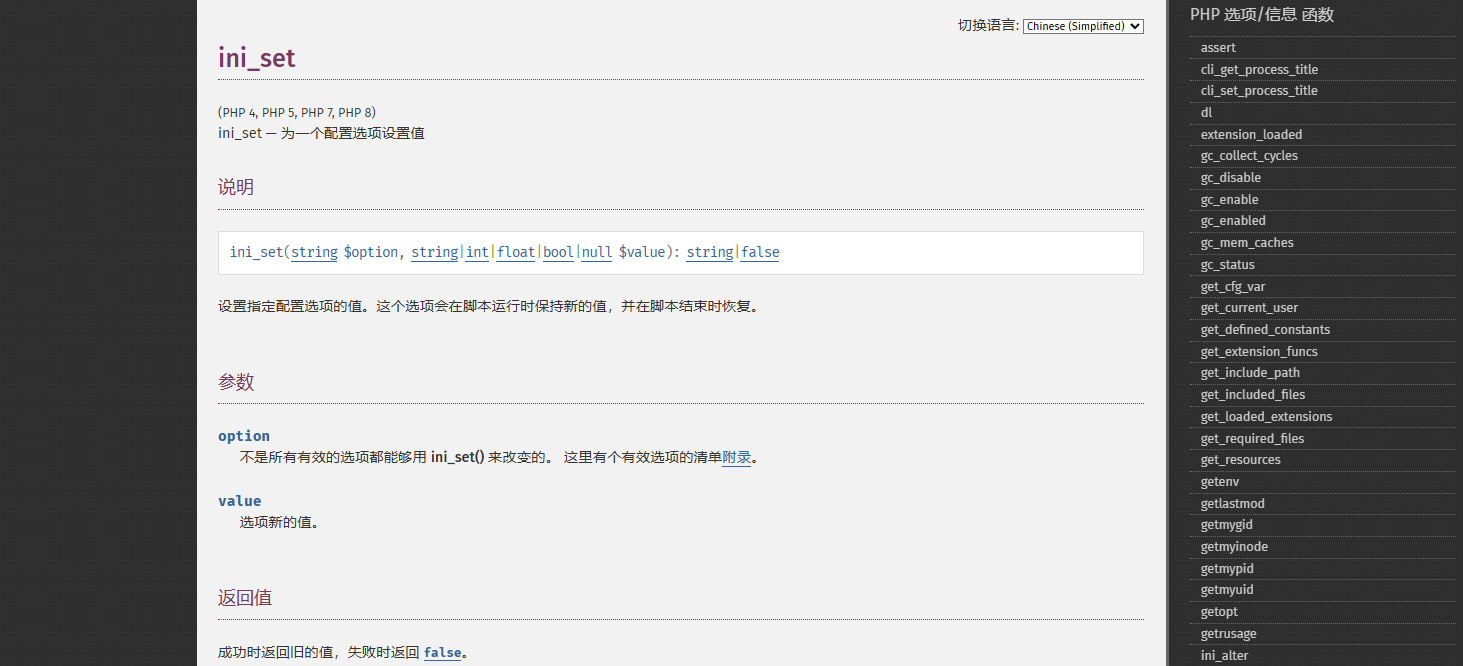 切换语言: Chinese (Simplified)
ini_set
(PHP 4, PHP 5, PHP 7, PHP 8)
ini_set — 为一个配置选项设置值
说明
ini_set(string $option, string|int|float|bool|null $value): string|false
设置指定配置选项的值。这个选项会在脚本运行时保持新的值，并在脚本结束时恢复。
参数
option
不是所有有效的选项都能够用 ini_set() 来改变的。 这里有个有效选项的清单附录。
value
选项新的值。
返回值
成功时返回旧的值，失败时返回 false。
PHP 选项/信息 函数
assert
cli_get_process_title
cli_set_process_title
dl
extension_loaded
gc_collect_cycles
gc_disable
gc_enable
gc_enabled
gc_mem_caches
gc_status
get_cfg_var
get_current_user
get_defined_constants
get_extension_funcs
get_include_path
get_included_files
get_loaded_extensions
get_required_files
get_resources
getenv
getlastmod
getmygid
getmyinode
getmypid
getmyuid
getopt
getrusage
ini_alter